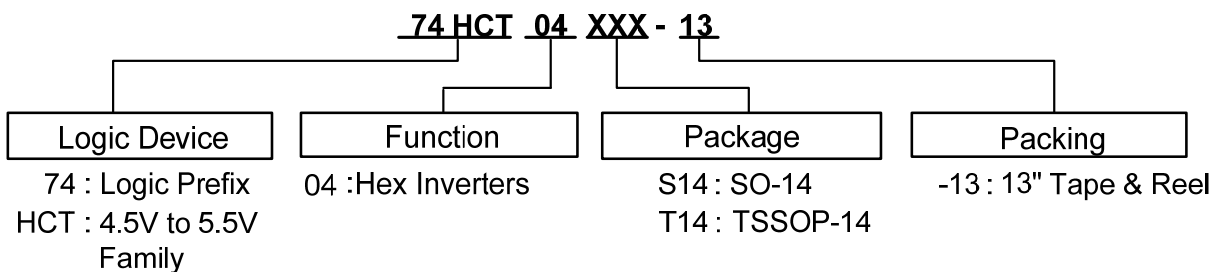 74 HCT 04 XXX - 13
Logic Device
Function
Package
Packing
74 : Logic Prefix
04 :Hex Inverters
S14 : SO-14
-13 : 13" Tape & Reel
HCT : 4.5V to 5.5V
T14 : TSSOP-14
Family